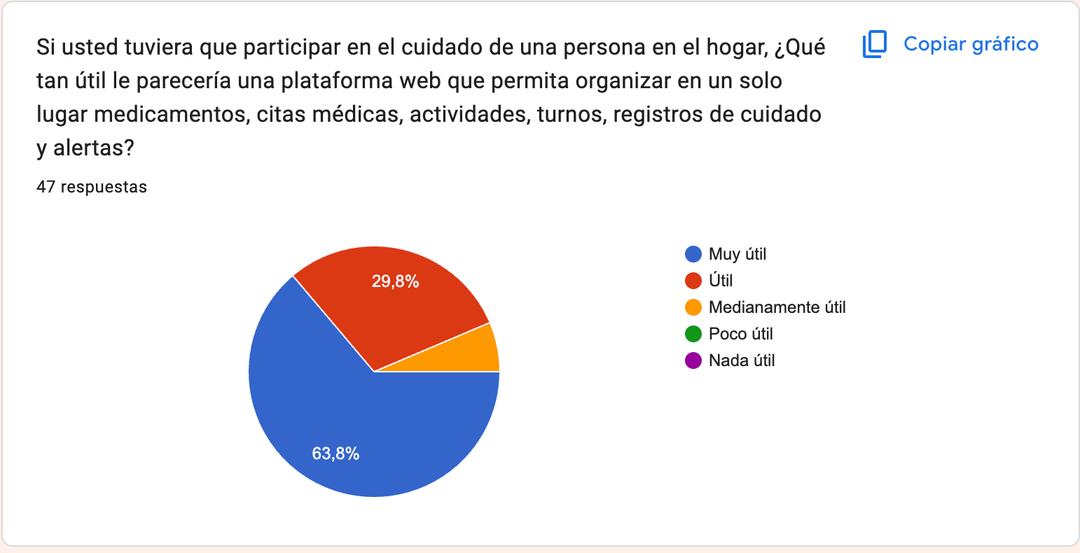 Si usted tuviera que participar en el cuidado de una persona en el hogar, ¿Qué
tan útil le parecería una plataforma web que permita organizar en un solo
lugar medicamentos, citas médicas, actividades, turnos, registros de cuidado
y alertas?
Copiar gráfico
47 respuestas
29,8%
63,8%
Muy útil
Útil
Medianamente útil
Poco útil
Nada útil